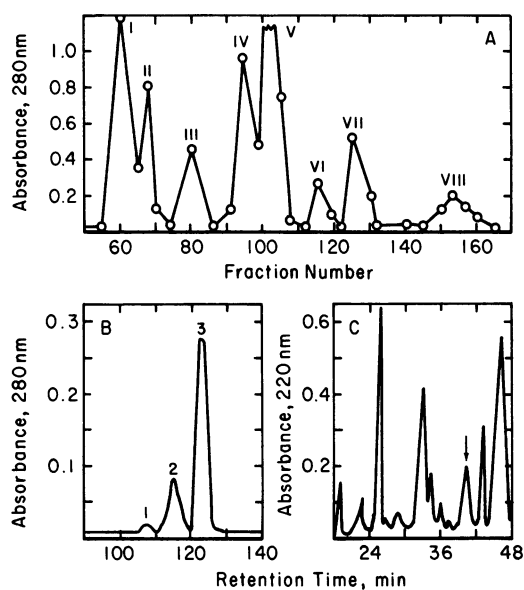 I
II
III
IV
V
VI
VII
VIII
A
1.0
0.8
0.6
0.4
0.2
Absorbance, 280nm
60 80 100 120 140 160
Fraction Number
B
1
2
3
0.3
0.2
0.1
Absorbance, 280nm
100 120 140
C
0.6
0.4
0.2
Absorbance, 220nm
24 36 48
Retention Time, min